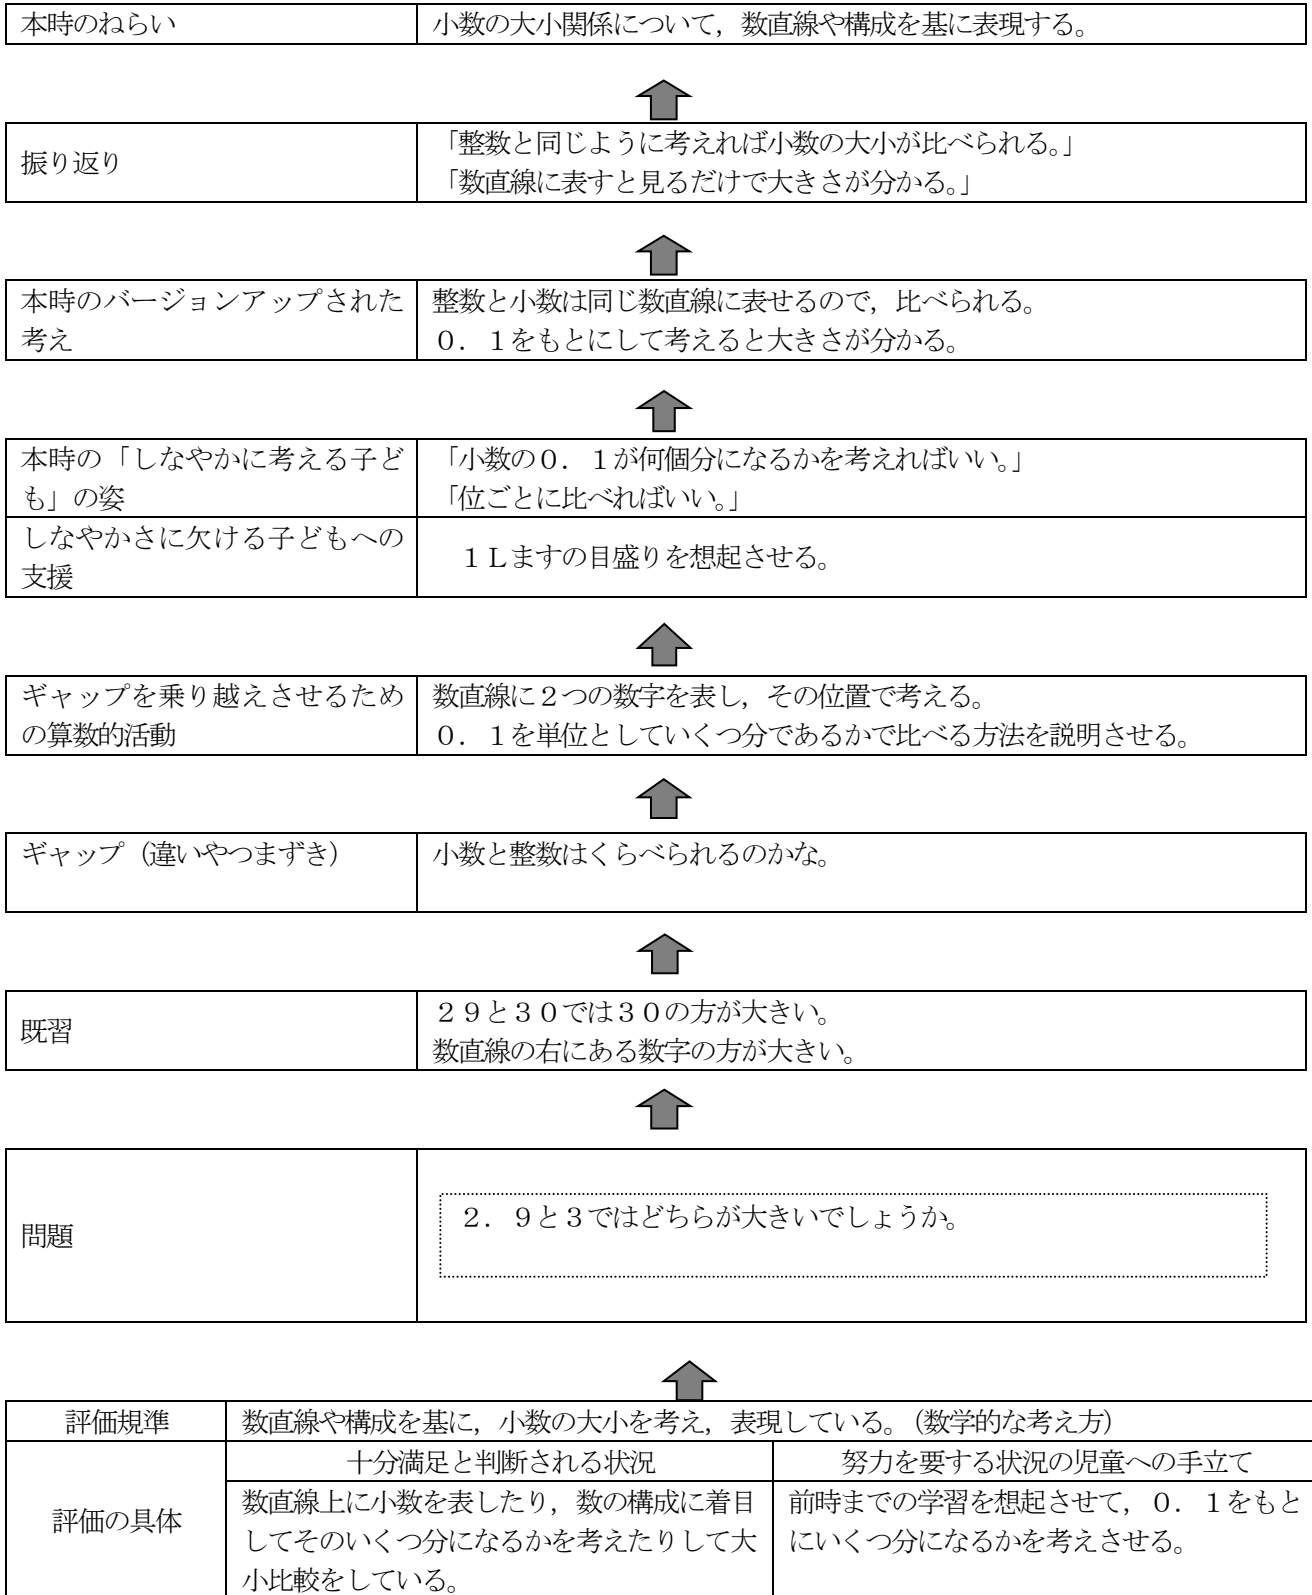 本時のねらい
小数の大小関係について，数直線や構成を基に表現する。
振り返り
「整数と同じように考えれば小数の大小が比べられる。」
「数直線に表すと見るだけで大きさが分かる。」
本時のバージョンアップされた
考え
整数と小数は同じ数直線に表せるので，比べられる。
０．１をもとにして考えると大きさが分かる。
本時の「しなやかに考える子ど
も」の姿
「小数の０．１が何個分になるかを考えればいい。」
「位ごとに比べればいい。」
しなやかさに欠ける子どもへの
支援
１Ｌますの目盛りを想起させる。
ギャップを乗り越えさせるため
の算数的活動
数直線に２つの数字を表し，その位置で考える。
０．１を単位としていくつ分であるかで比べる方法を説明させる。
ギャップ（違いやつまずき）
小数と整数はくらべられるのかな。
既習
２９と３０では３０の方が大きい。
数直線の右にある数字の方が大きい。
問題
２．９と３ではどちらが大きいでしょうか。
評価規準
数直線や構成を基に，小数の大小を考え，表現している。（数学的な考え方）
評価の具体
十分満足と判断される状況
努力を要する状況の児童への手立て
数直線上に小数を表したり，数の構成に着目
してそのいくつ分になるかを考えたりして大
小比較をしている。
前時までの学習を想起させて，０．１をもと
にいくつ分になるかを考えさせる。